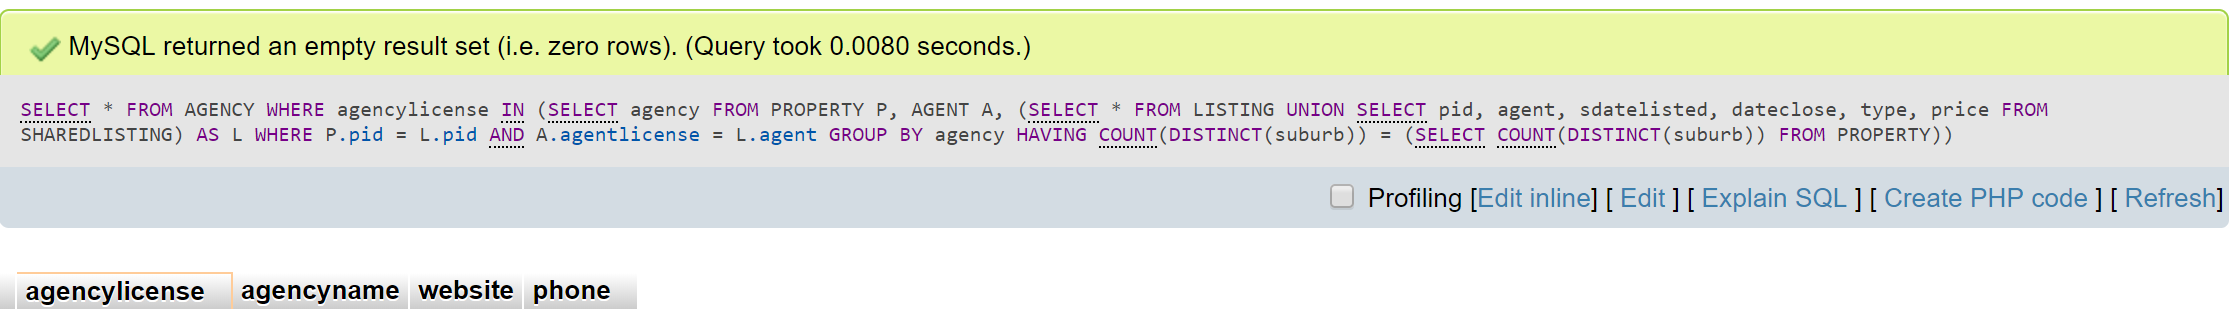 MySQL returned an empty result set (i.e. zero rows). (Query took 0.0080 seconds.)
SELECT * FROM AGENCY WHERE agencylicense IN (SELECT agency FROM PROPERTY P, AGENT A, (SELECT * FROM LISTING UNION SELECT pid, agent, sdatelisted, dateclose, type, price FROM
SHAREDLISTING) AS L WHERE P.pid = L.pid AND A.agentlicense = L.agent GROUP BY agency HAVING COUNT(DISTINCT(suburb)) = (SELECT COUNT(DISTINCT(suburb)) FROM PROPERTY))
Profiling [Edit inline] [ Edit ] [ Explain SQL ] [ Create PHP code ] [ Refresh]
agencylicense agencyname website phone